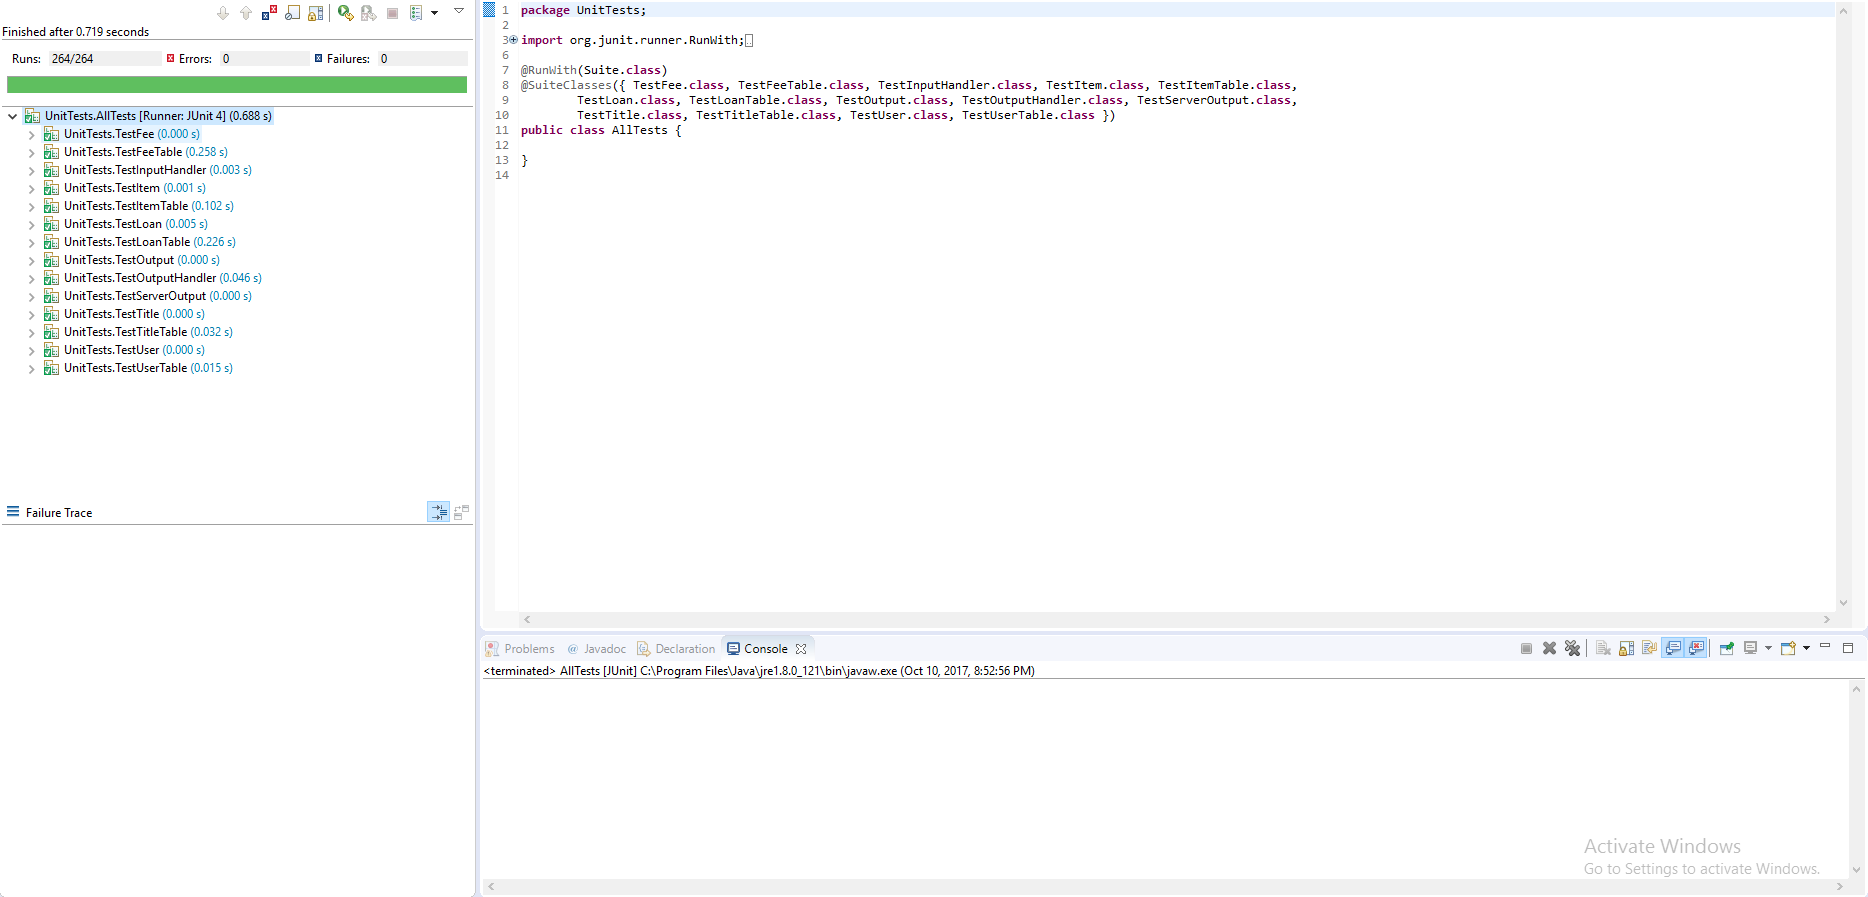 Finished after 0.719 seconds
Runs: 264/264 Errors: 0 Failures: 0
UnitTests.AllTests [Runner: JUnit 4] (0.688 s)
UnitTests.TestFee (0.000 s)
UnitTests.TestFeeTable (0.258 s)
UnitTests.TestInputHandler (0.003 s)
UnitTests.TestItem (0.001 s)
UnitTests.TestItemTable (0.102 s)
UnitTests.TestLoan (0.005 s)
UnitTests.TestLoanTable (0.226 s)
UnitTests.TestOutput (0.000 s)
UnitTests.TestOutputHandler (0.046 s)
UnitTests.TestServerOutput (0.000 s)
UnitTests.TestTitle (0.000 s)
UnitTests.TestTitleTable (0.032 s)
UnitTests.TestUser (0.000 s)
UnitTests.TestUserTable (0.015 s)
Failure Trace
1 package UnitTests;
2
3 import org.junit.runner.RunWith;
6
7 @RunWith(Suite.class)
8 @SuiteClasses({ TestFee.class, TestFeeTable.class, TestInputHandler.class, TestItem.class, TestItemTable.class,
9 TestLoan.class, TestLoanTable.class, TestOutput.class, TestOutputHandler.class, TestServerOutput.class,
10 TestTitle.class, TestTitleTable.class, TestUser.class, TestUserTable.class })
11 public class AllTests {
12
13 }
14
Problems @ Javadoc Declaration Console
<terminated> AllTests [JUnit] C:\Program Files\Java\jre1.8.0_121\bin\javaw.exe (Oct 10, 2017, 8:52:56 PM)
Activate Windows
Go to Settings to activate Windows.